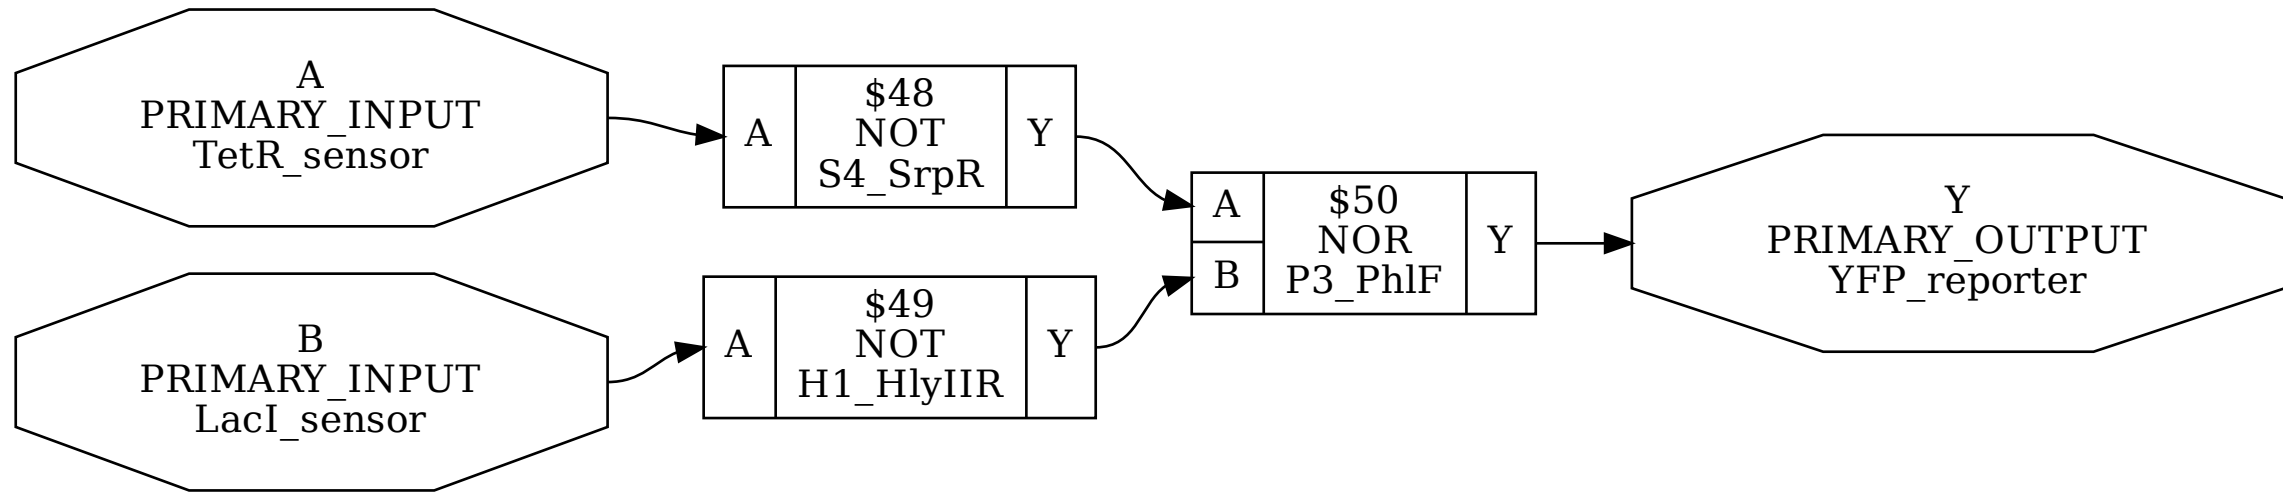 A
PRIMARY_INPUT
TetR_sensor
A
$48
NOT
S4_SrpR
Y
B
PRIMARY_INPUT
LacI_sensor
A
$49
NOT
H1_HlyIIR
Y
A
B
$50
NOR
P3_PhlF
Y
Y
PRIMARY_OUTPUT
YFP_reporter